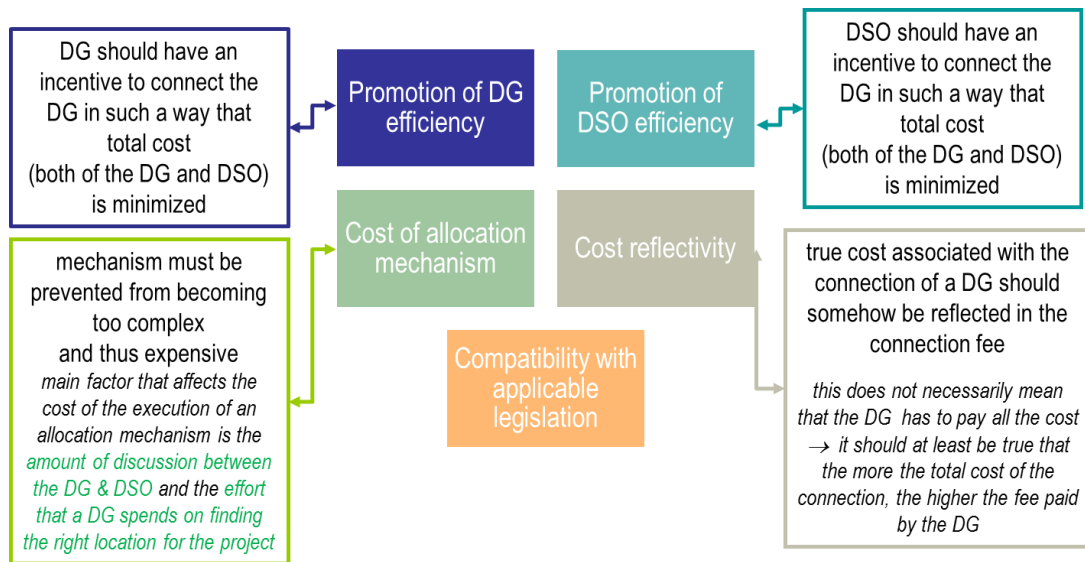 DG should have an
incentive to connect the
DG in such a way that
total cost
(both of the DG and DSO)
is minimized
Promotion of DG
efficiency
Promotion of
DSO efficiency
DSO should have an
incentive to connect the
DG in such a way that
total cost
(both of the DG and DSO)
is minimized
mechanism must be
prevented from becoming
too complex
and thus expensive
main factor that affects the
cost of the execution of an
allocation mechanism is the
amount of discussion between
the DG & DSO and the effort
that a DG spends on finding
the right location for the project
Cost of allocation
mechanism
Cost reflectivity
true cost associated with the
connection of a DG should
somehow be reflected in the
connection fee
this does not necessarily mean
that the DG has to pay all the cost
→ it should at least be true that
the more the total cost of the
connection, the higher the fee paid
by the DG
Compatibility with
applicable
legislation